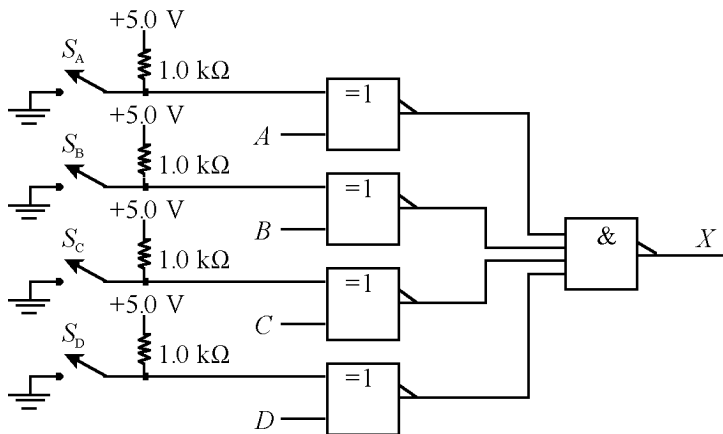 +5.0 V
S_A
1.0 kΩ
=1
A
+5.0 V
S_B
1.0 kΩ
=1
B
+5.0 V
S_C
1.0 kΩ
=1
C
+5.0 V
S_D
1.0 kΩ
=1
D
&
X